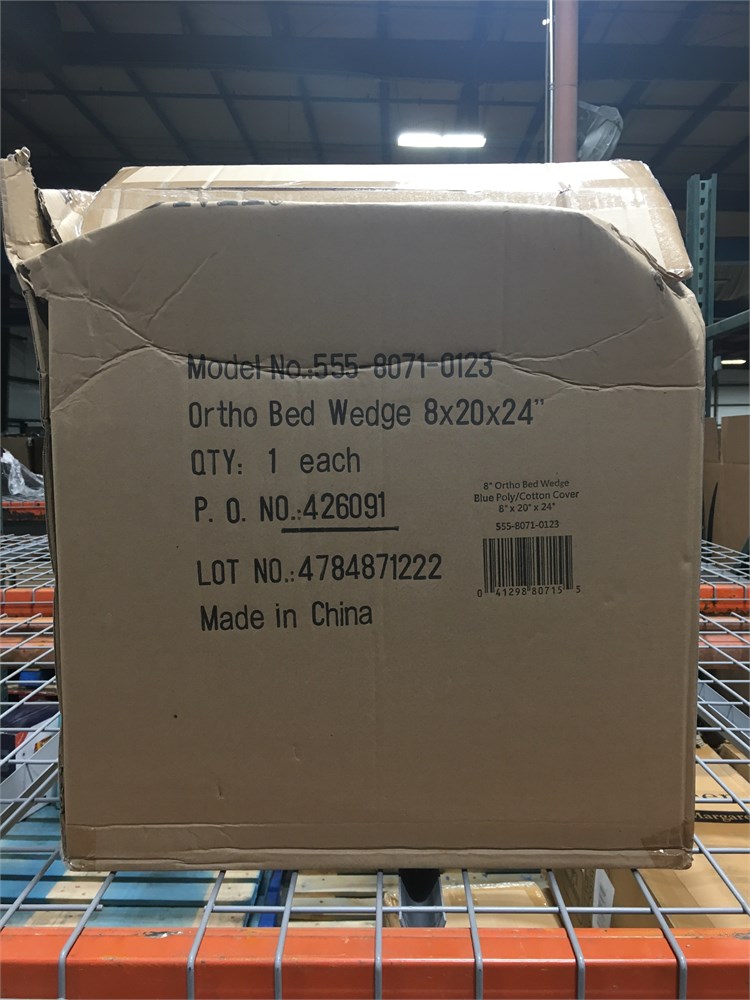 Model No.:555-8071-0123
Ortho Bed Wedge 8x20x24"
QTY: 1 each
P. O. NO.:426091
LOT NO.:4784871222
Made in China
8" Ortho Bed Wedge
Blue Poly/Cotton Cover
8" x 20" x 24"
555-8071-0123
0 41298 80715 5